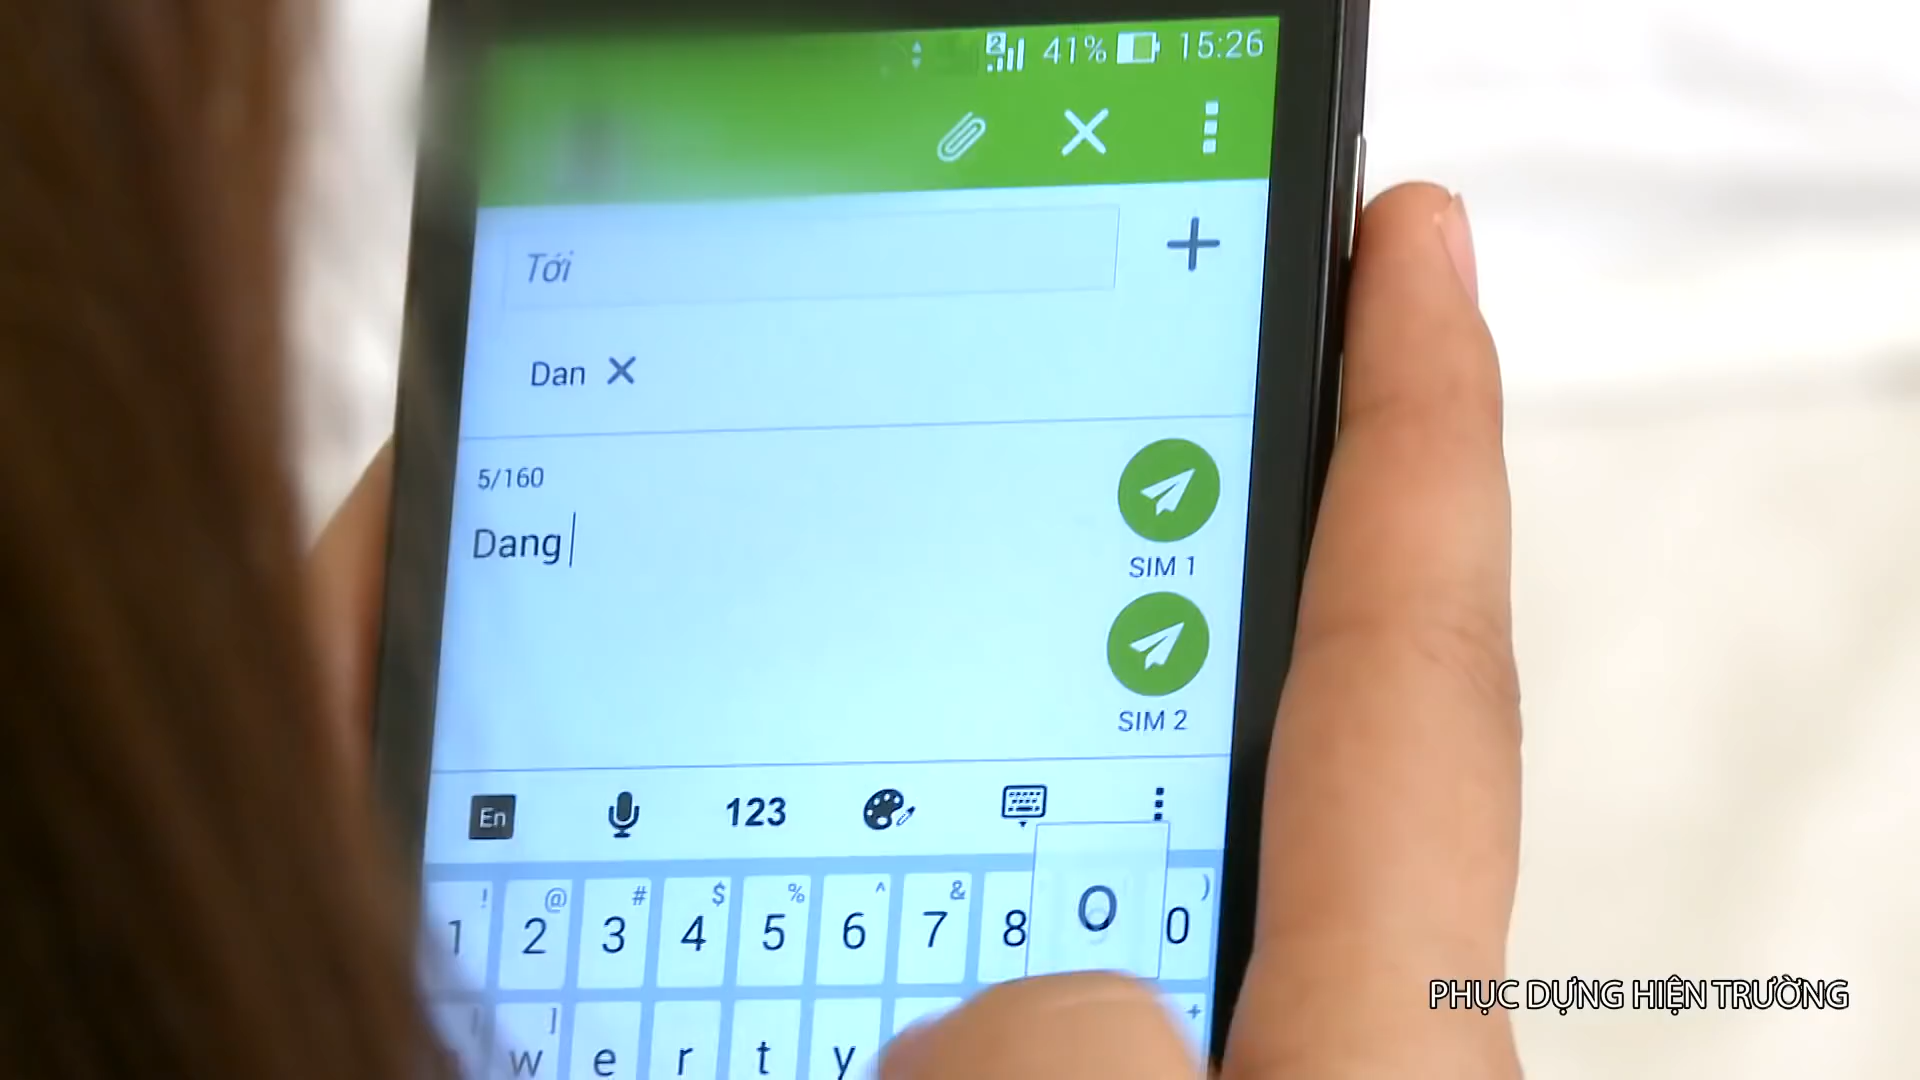 2 41% 15:26
Tới
Dan
5/160
Dang
SIM 1
SIM 2
En 123
! @ # $ % ^ & )
1 2 3 4 5 6 7 8 o 0
] +
w e r t y
PHỤC DỰNG HIỆN TRƯỜNG